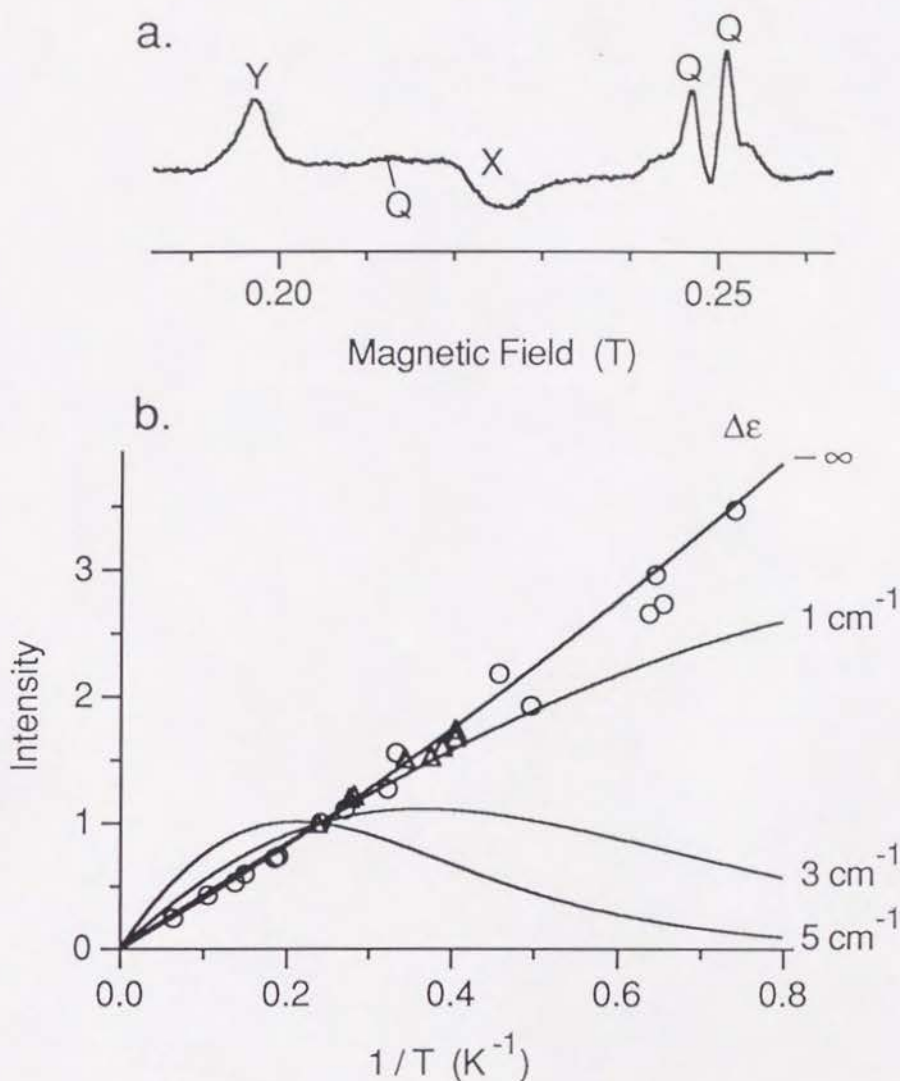 a.
Y
Q
X
Q
Q
0.20
0.25
Magnetic Field (T)
b.
Δε
− ∞
1 cm⁻¹
3 cm⁻¹
5 cm⁻¹
Intensity
3
2
1
0
0.0
0.2
0.4
0.6
0.8
1 / T (K⁻¹)